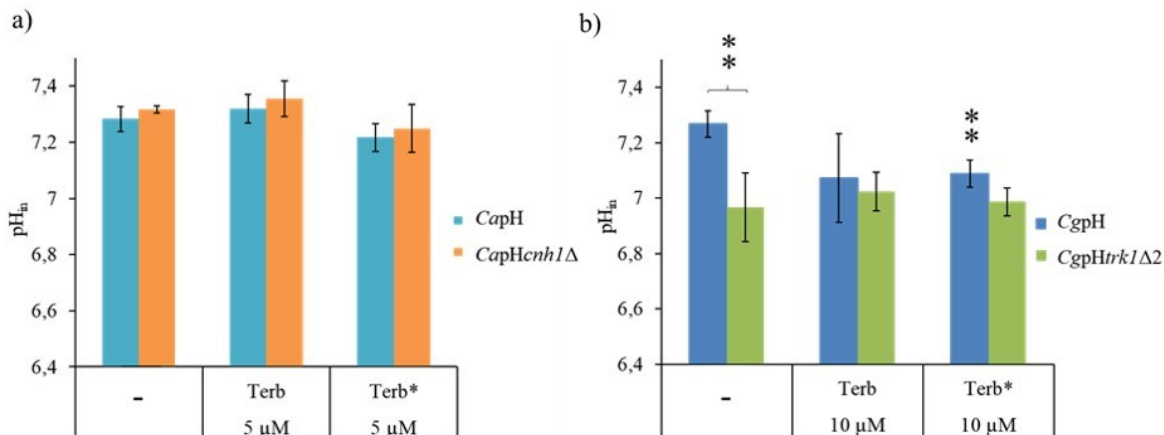 a)
7,4
7,2
7
6,8
6,6
6,4
pH_in
CapH
CapHcnh1Δ
-
Terb
5 µM
Terb*
5 µM
b)
**
7,4
7,2
7
6,8
6,6
6,4
pH_in
**
CgpH
CgpHtrk1Δ2
-
Terb
10 µM
Terb*
10 µM